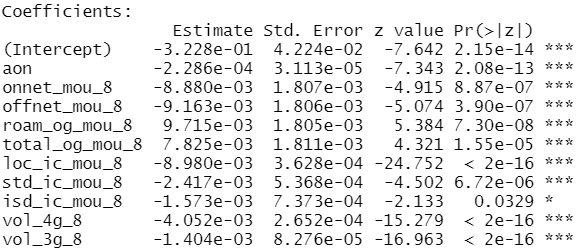 Coefficients:
Estimate Std. Error z value Pr(>|z|)
(Intercept) -3.228e-01 4.224e-02 -7.642 2.15e-14 ***
aon -2.286e-04 3.113e-05 -7.343 2.08e-13 ***
onnet_mou_8 -8.880e-03 1.807e-03 -4.915 8.87e-07 ***
offnet_mou_8 -9.163e-03 1.806e-03 -5.074 3.90e-07 ***
roam_og_mou_8 9.715e-03 1.805e-03 5.384 7.30e-08 ***
total_og_mou_8 7.825e-03 1.811e-03 4.321 1.55e-05 ***
loc_ic_mou_8 -8.980e-03 3.628e-04 -24.752 < 2e-16 ***
std_ic_mou_8 -2.417e-03 5.368e-04 -4.502 6.72e-06 ***
isd_ic_mou_8 -1.573e-03 7.373e-04 -2.133 0.0329 *
vol_4g_8 -4.052e-03 2.652e-04 -15.279 < 2e-16 ***
vol_3g_8 -1.404e-03 8.276e-05 -16.963 < 2e-16 ***